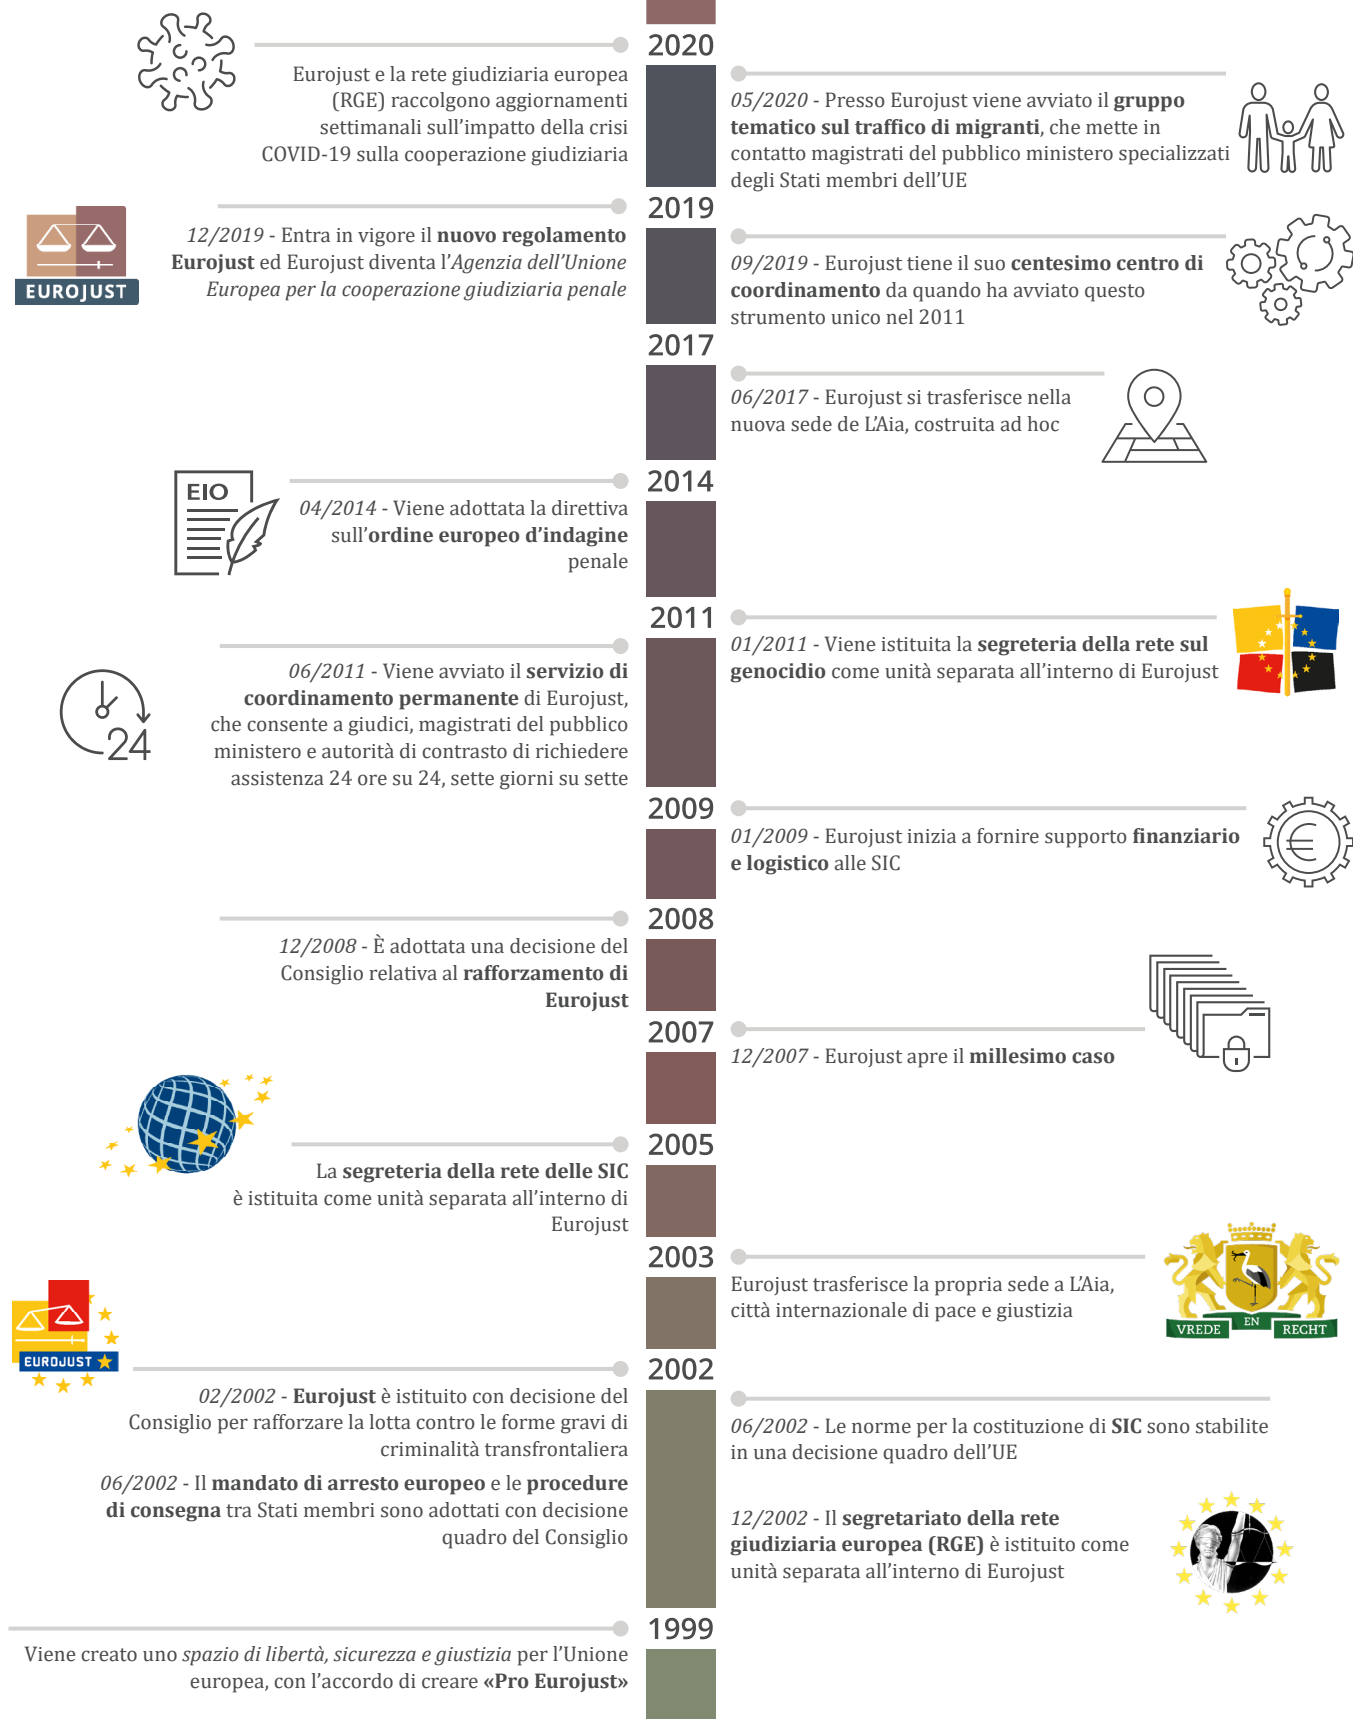 2020
Eurojust e la rete giudiziaria europea
(RGE) raccolgono aggiornamenti
settimanali sull’impatto della crisi
COVID-19 sulla cooperazione giudiziaria
05/2020 - Presso Eurojust viene avviato il gruppo
tematico sul traffico di migranti, che mette in
contatto magistrati del pubblico ministero specializzati
degli Stati membri dell’UE
2019
EUROJUST
12/2019 - Entra in vigore il nuovo regolamento
Eurojust ed Eurojust diventa l’Agenzia dell’Unione
Europea per la cooperazione giudiziaria penale
09/2019 - Eurojust tiene il suo centesimo centro di
coordinamento da quando ha avviato questo
strumento unico nel 2011
2017
06/2017 - Eurojust si trasferisce nella
nuova sede de L’Aia, costruita ad hoc
2014
EIO
04/2014 - Viene adottata la direttiva
sull’ordine europeo d’indagine
penale
2011
01/2011 - Viene istituita la segreteria della rete sul
genocidio come unità separata all’interno di Eurojust
06/2011 - Viene avviato il servizio di
coordinamento permanente di Eurojust,
che consente a giudici, magistrati del pubblico
ministero e autorità di contrasto di richiedere
assistenza 24 ore su 24, sette giorni su sette
24
2009
01/2009 - Eurojust inizia a fornire supporto finanziario
e logistico alle SIC
€
2008
12/2008 - È adottata una decisione del
Consiglio relativa al rafforzamento di
Eurojust
2007
12/2007 - Eurojust apre il millesimo caso
2005
La segreteria della rete delle SIC
è istituita come unità separata all’interno di
Eurojust
2003
Eurojust trasferisce la propria sede a L’Aia,
città internazionale di pace e giustizia
VREDE EN RECHT
EUROJUST
2002
02/2002 - Eurojust è istituito con decisione del
Consiglio per rafforzare la lotta contro le forme gravi di
criminalità transfrontaliera
06/2002 - Il mandato di arresto europeo e le procedure
di consegna tra Stati membri sono adottati con decisione
quadro del Consiglio
06/2002 - Le norme per la costituzione di SIC sono stabilite
in una decisione quadro dell’UE
12/2002 - Il segretariato della rete
giudiziaria europea (RGE) è istituito come
unità separata all’interno di Eurojust
1999
Viene creato uno spazio di libertà, sicurezza e giustizia per l’Unione
europea, con l’accordo di creare «Pro Eurojust»